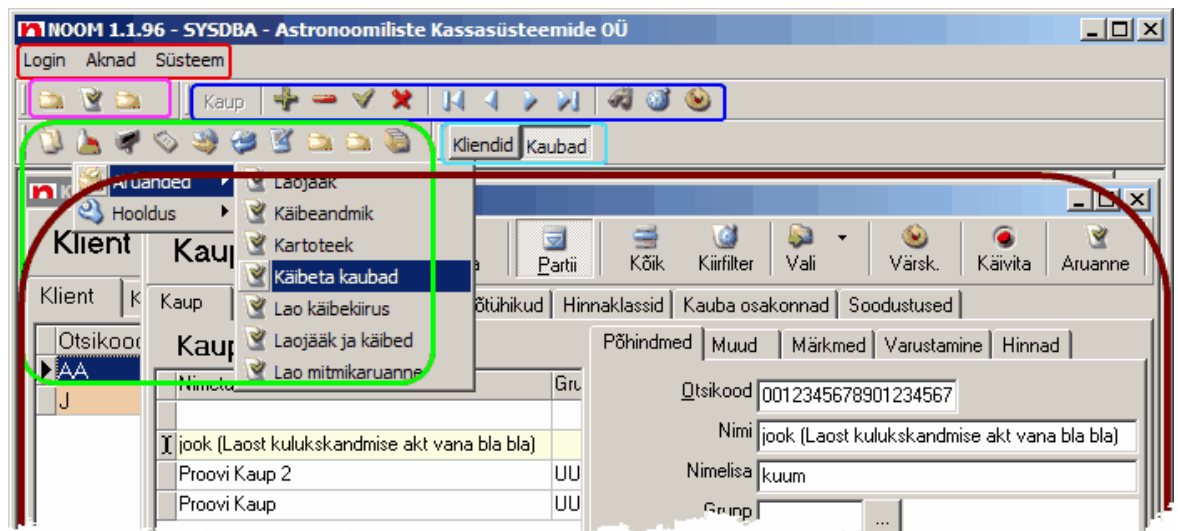 NOOM 1.1.96 - SYSDBA - Astronoomiliste Kassasüsteemide OÜ
Login Aknad Süsteem
Kaup
Kliendid Kaubad
Aruanded
Hooldus
Laojääk
Käibeandmik
Kartoteek
Käibeta kaubad
Lao käibekiirus
Laojääk ja käibed
Lao mitmikaruanne
Klient
Partii Kõik Kiirfilter Vali Värsk. Käivita Aruanne
Klient
Kaup Hinnaklassid Kauba osakonnad Soodustused
Põhindmed Muud Märkmed Varustamine Hinnad
AA
J
jook (Laost kulukskandmise akt vana bla bla)
Proovi Kaup 2 UU
Proovi Kaup UU
Otsikood 001234567890123456​7
Nimi jook (Laost kulukskandmise akt vana bla bla)
Nimelisa kuum
Grupp ...